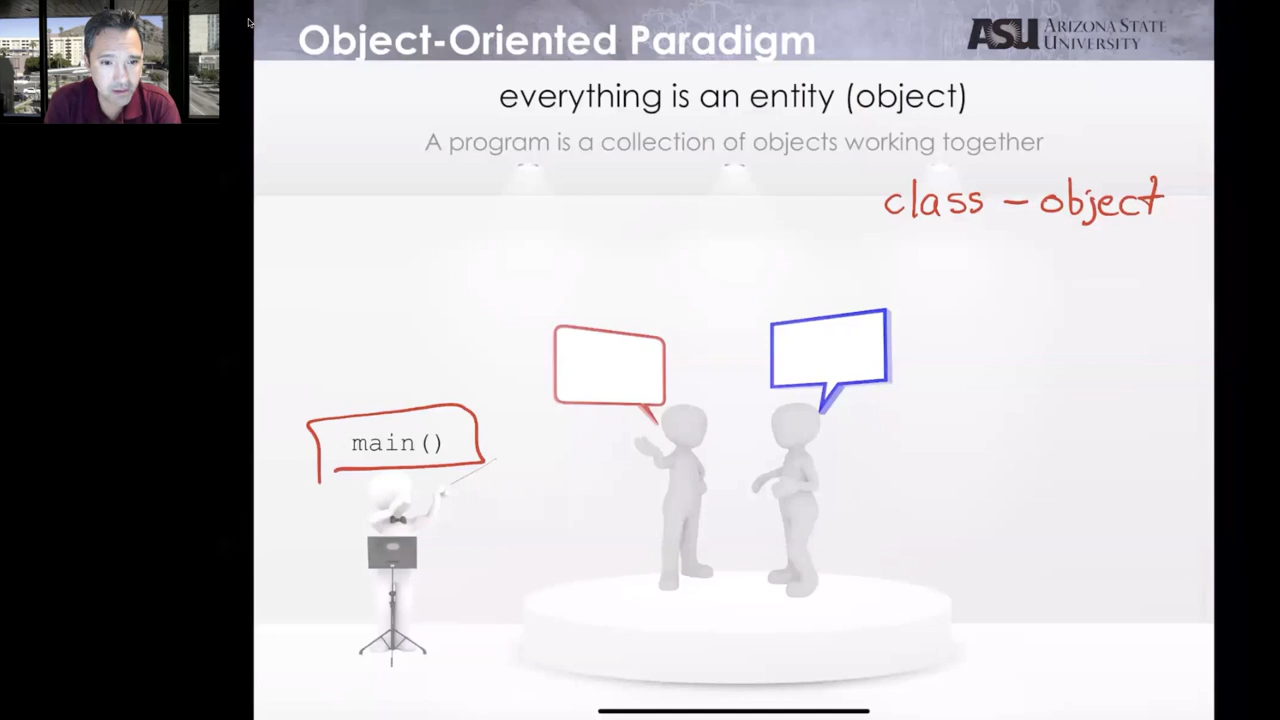 Object-Oriented Paradigm
ASU ARIZONA STATE
UNIVERSITY
everything is an entity (object)
A program is a collection of objects working together
class - object
main()